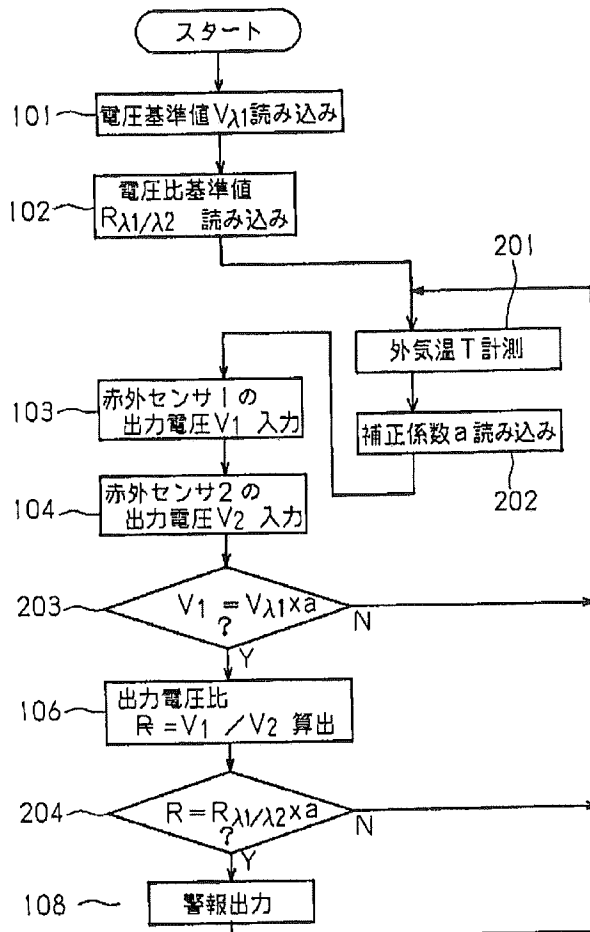 スタート
101
電圧基準値Vλ1読み込み
102
電圧比基準値
Rλ1/λ2 読み込み
201
外気温T計測
補正係数a読み込み
202
103
赤外センサ1の
出力電圧V1 入力
104
赤外センサ2の
出力電圧V2 入力
203
V1 = Vλ1×a
?
N
Y
106
出力電圧比
R=V1 /V2 算出
204
R=Rλ1/λ2×a
?
N
Y
108
警報出力